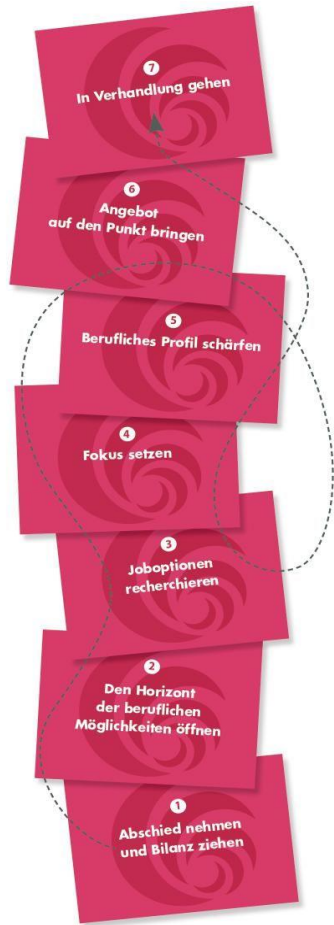 7
In Verhandlung gehen
6
Angebot
auf den Punkt bringen
5
Berufliches Profil schärfen
4
Fokus setzen
3
Joboptionen
recherchieren
2
Den Horizont
der beruflichen
Möglichkeiten öffnen
1
Abschied nehmen
und Bilanz ziehen